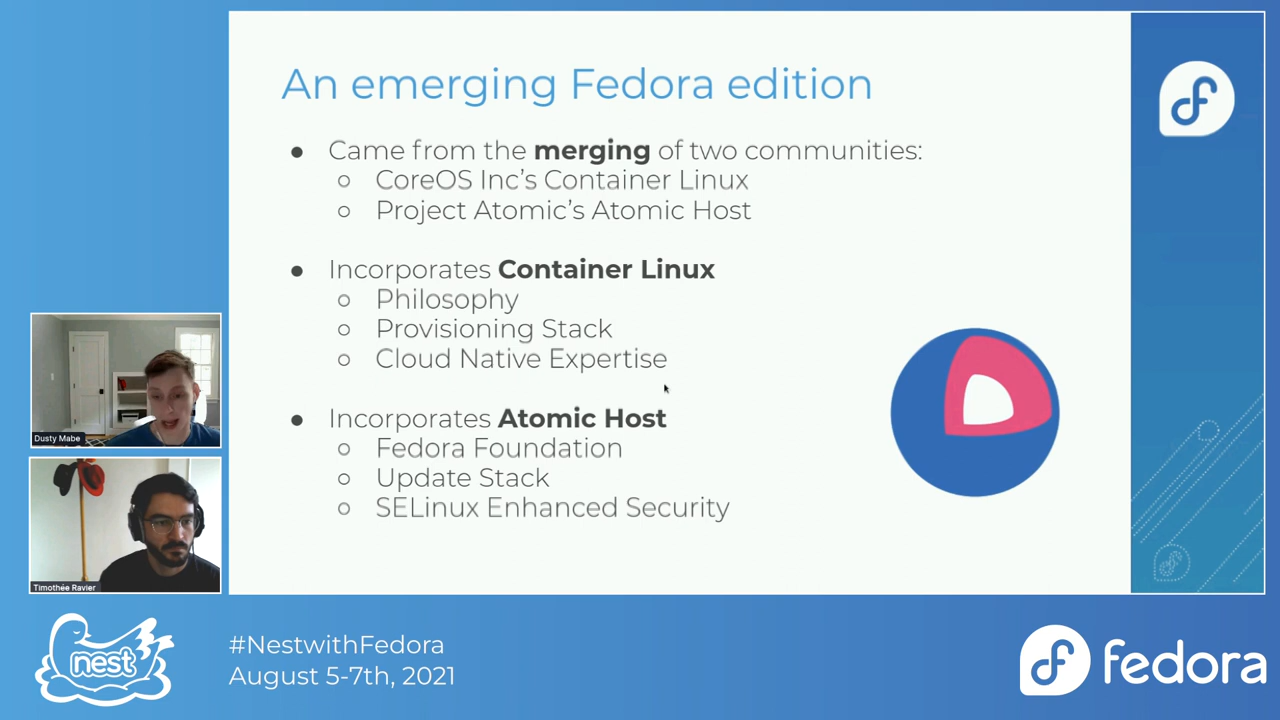 An emerging Fedora edition
● Came from the merging of two communities:
○ CoreOS Inc’s Container Linux
○ Project Atomic’s Atomic Host
● Incorporates Container Linux
○ Philosophy
○ Provisioning Stack
○ Cloud Native Expertise
● Incorporates Atomic Host
○ Fedora Foundation
○ Update Stack
○ SELinux Enhanced Security
Dusty Mabe
Timothée Ravier
nest
#NestwithFedora
August 5-7th, 2021
fedora